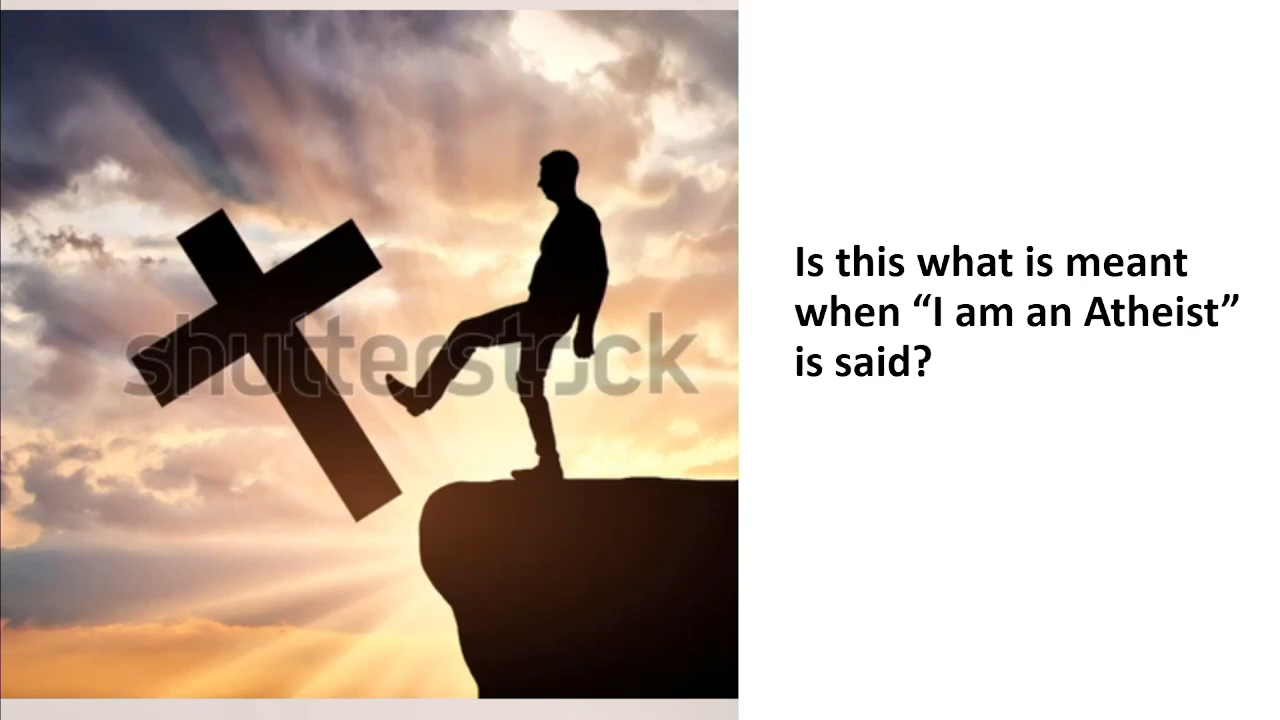 shutterstock
Is this what is meant
when “I am an Atheist”
is said?